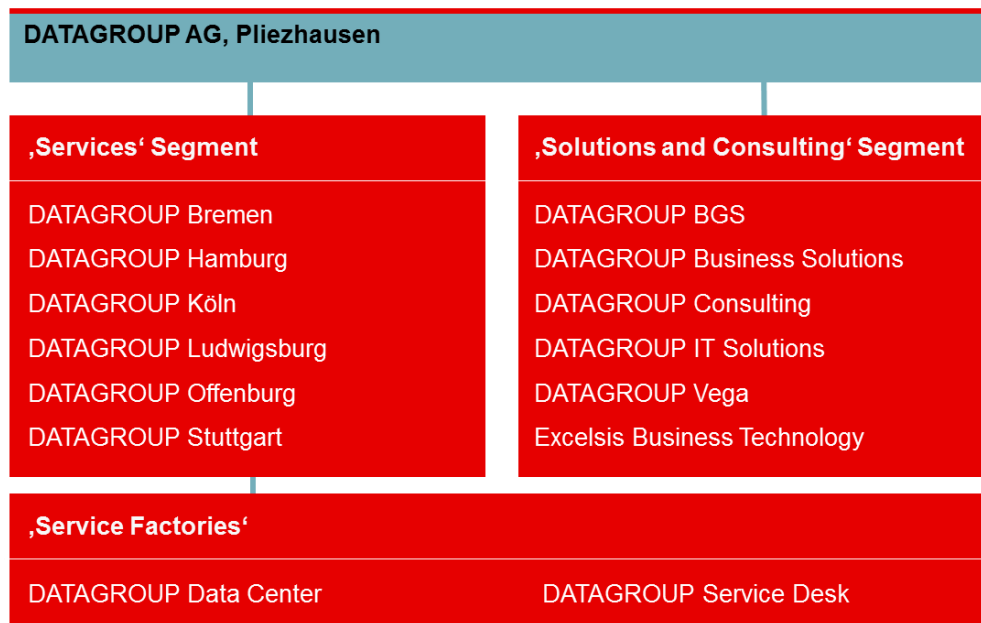 DATAGROUP AG, Pliezhausen
‚Services‘ Segment
DATAGROUP Bremen
DATAGROUP Hamburg
DATAGROUP Köln
DATAGROUP Ludwigsburg
DATAGROUP Offenburg
DATAGROUP Stuttgart
‚Solutions and Consulting‘ Segment
DATAGROUP BGS
DATAGROUP Business Solutions
DATAGROUP Consulting
DATAGROUP IT Solutions
DATAGROUP Vega
Excelsis Business Technology
‚Service Factories‘
DATAGROUP Data Center
DATAGROUP Service Desk